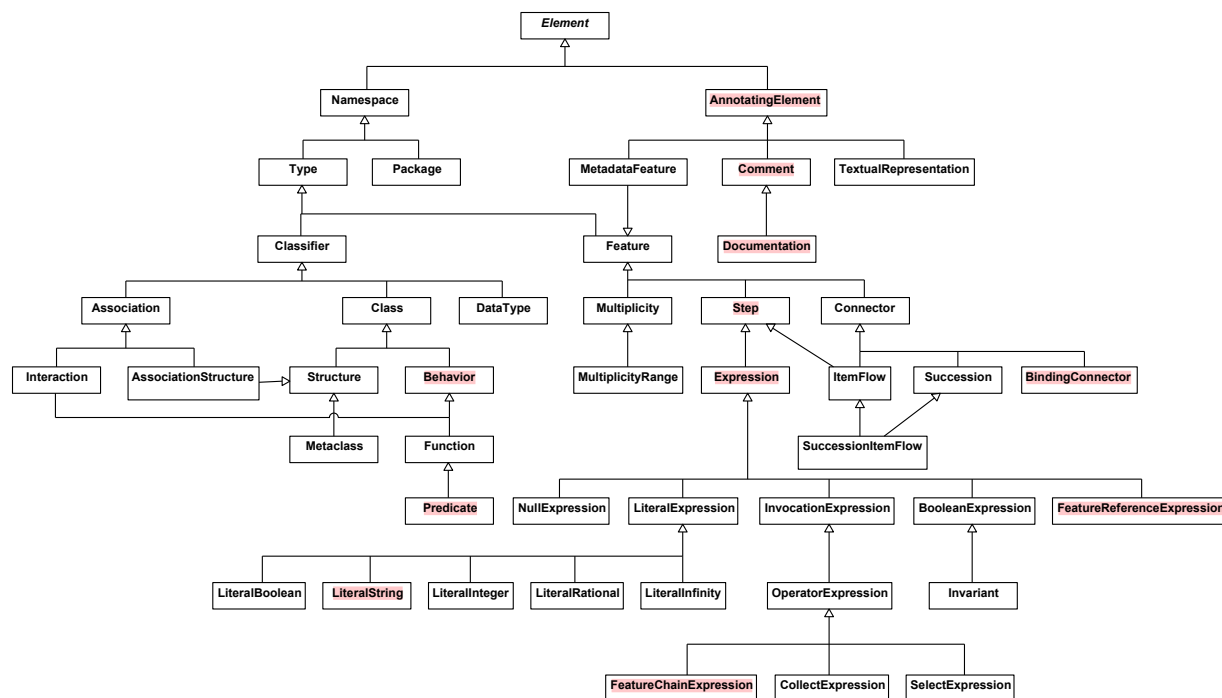 Element
Namespace
AnnotatingElement
Type
Package
MetadataFeature
Comment
TextualRepresentation
Classifier
Feature
Documentation
Association
Class
DataType
Multiplicity
Step
Connector
Interaction
AssociationStructure
Structure
Behavior
MultiplicityRange
Expression
ItemFlow
Succession
BindingConnector
Metaclass
Function
SuccessionItemFlow
Predicate
NullExpression
LiteralExpression
InvocationExpression
BooleanExpression
FeatureReferenceExpression
LiteralBoolean
LiteralString
LiteralInteger
LiteralRational
LiteralInfinity
OperatorExpression
Invariant
FeatureChainExpression
CollectExpression
SelectExpression